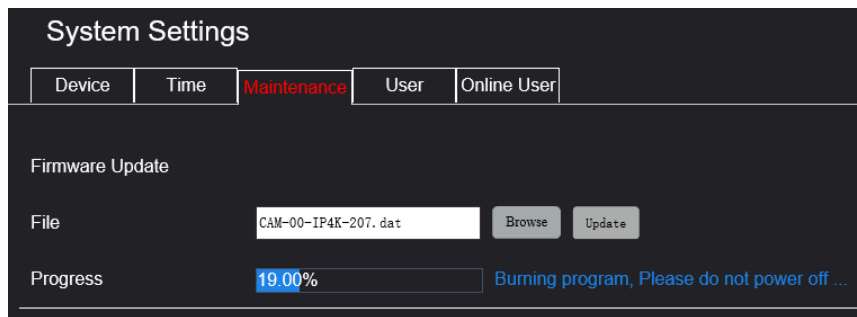 System Settings
Device Time Maintenance User Online User
Firmware Update
File CAM-00-IP4K-207.dat Browse Update
Progress 19.00% Burning program, Please do not power off ...